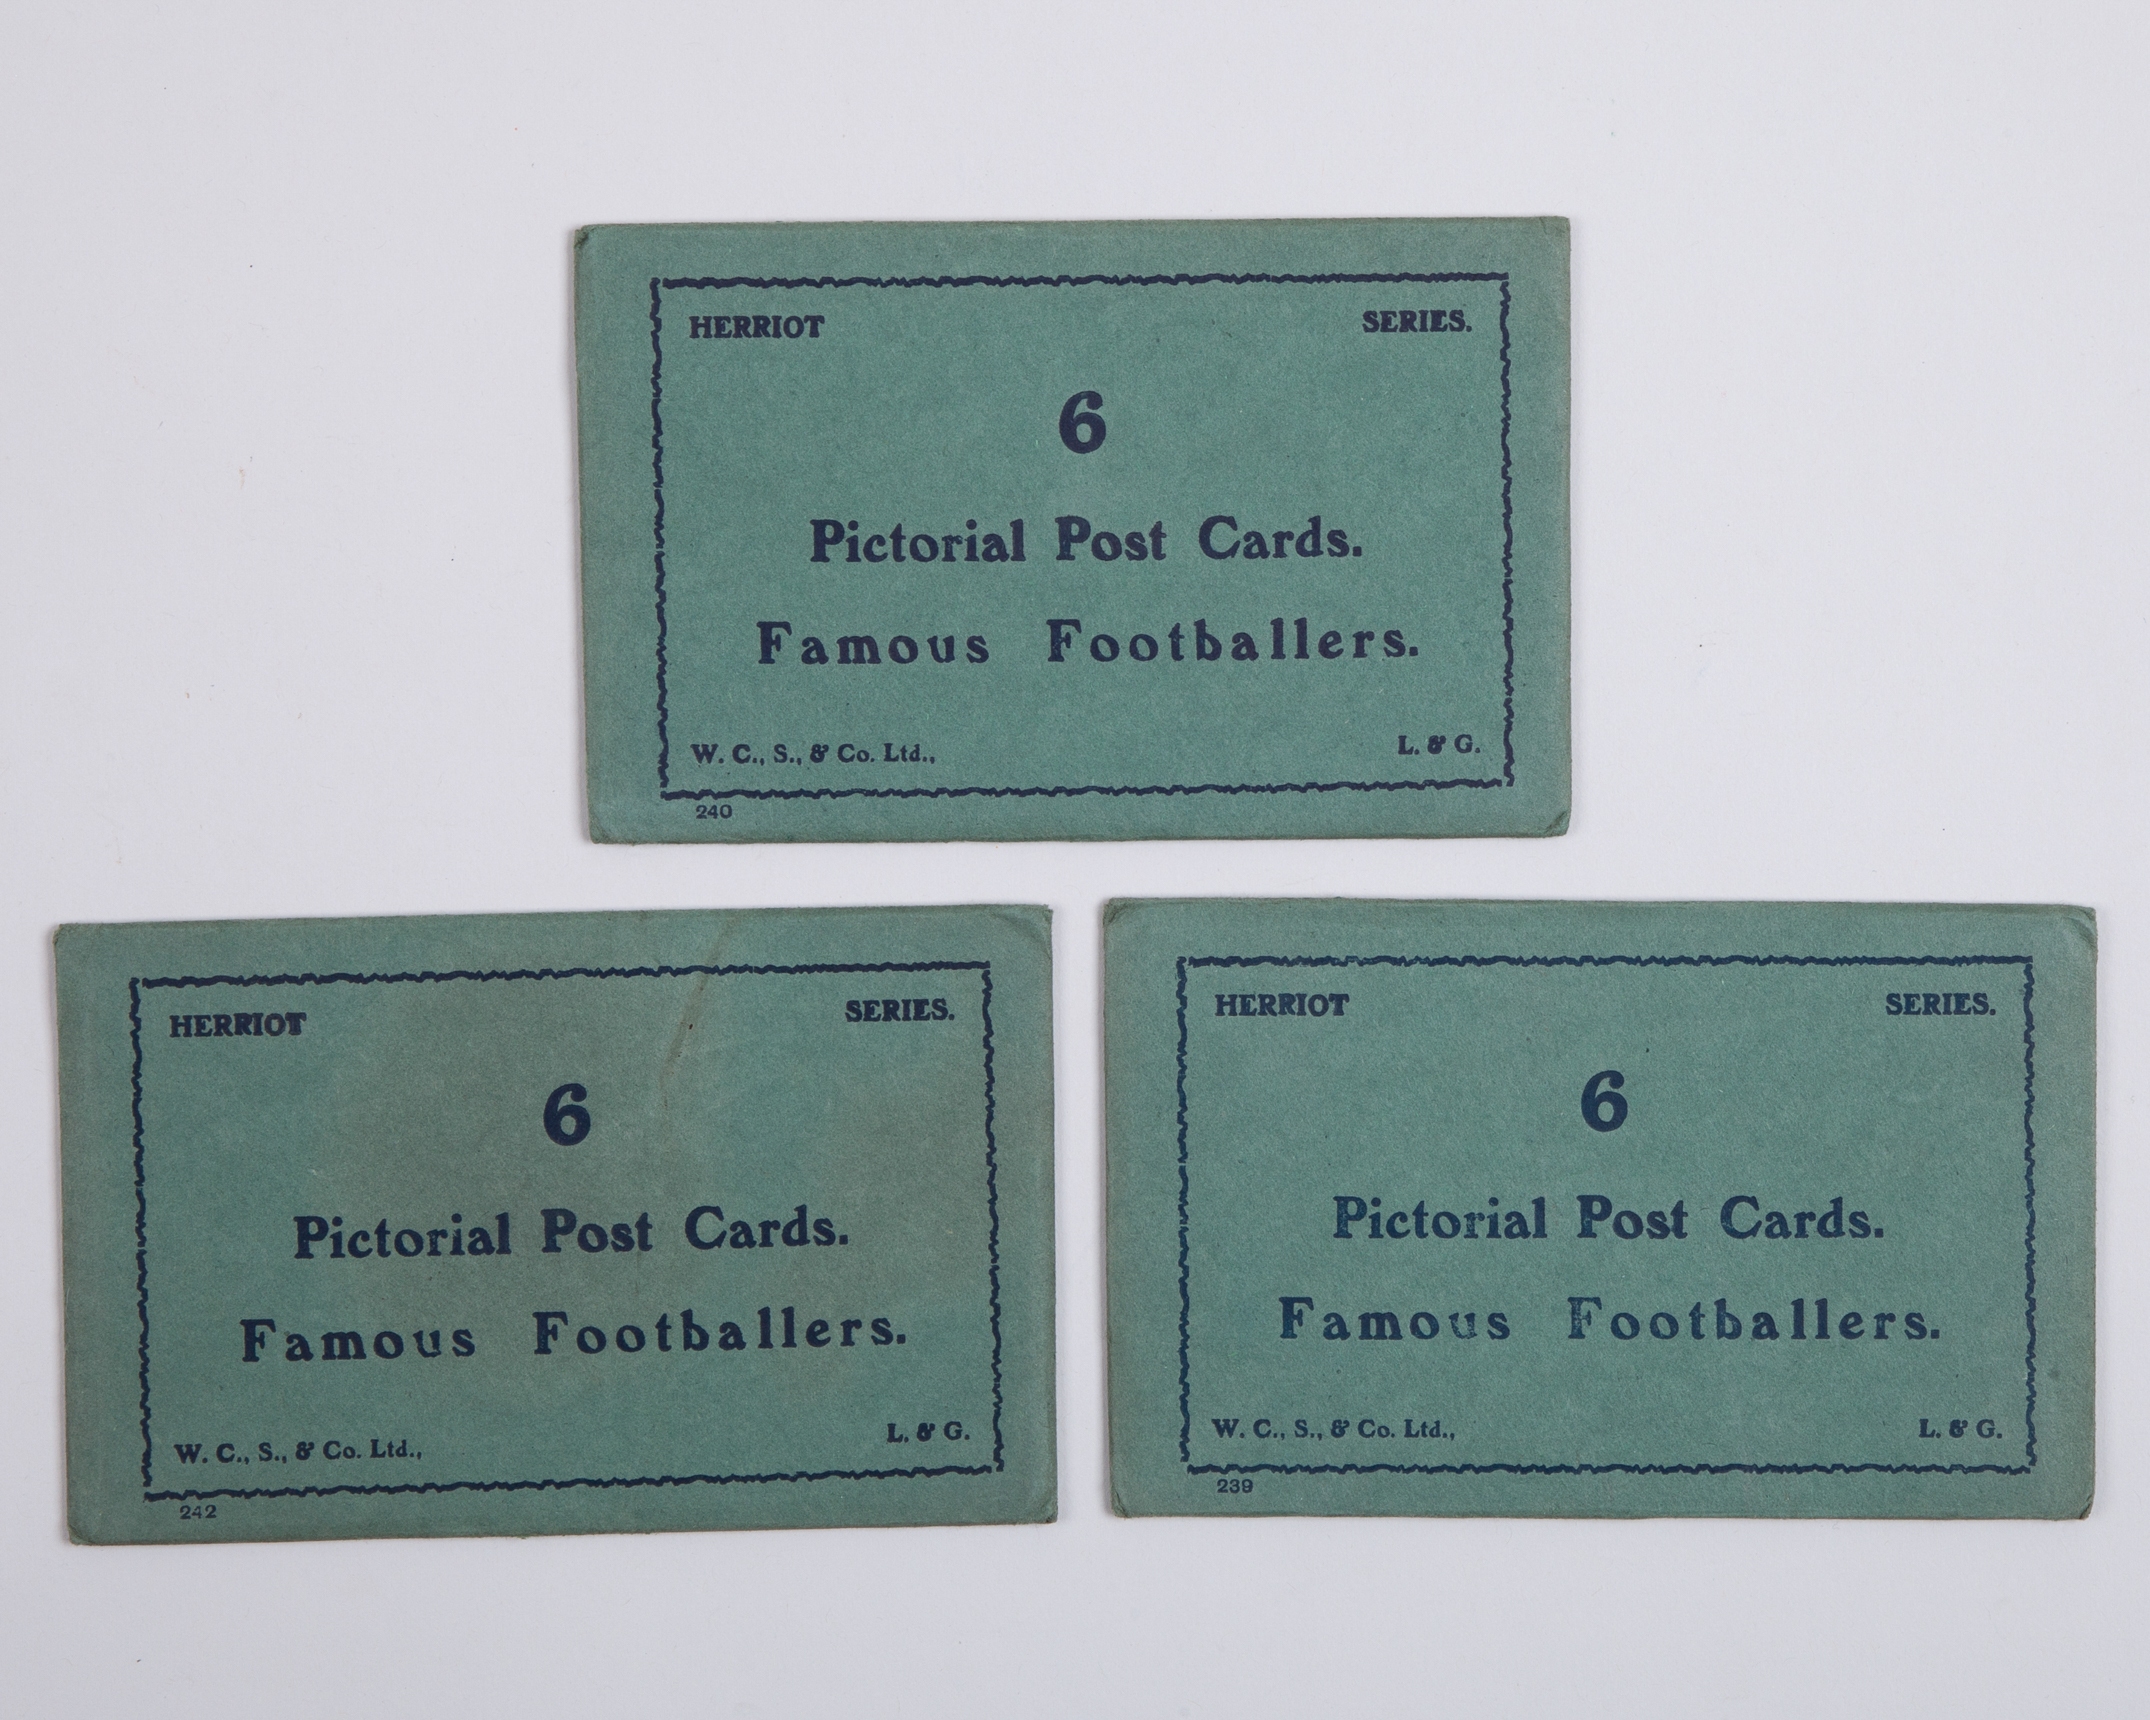 HERRIOT SERIES.
6
Pictorial Post Cards.
Famous Footballers.
W. C., S., & Co. Ltd., L. & G.
240
HERRIOT SERIES.
6
Pictorial Post Cards.
Famous Footballers.
W. C., S., & Co. Ltd., L. & G.
242
HERRIOT SERIES.
6
Pictorial Post Cards.
Famous Footballers.
W. C., S., & Co. Ltd., L. & G.
239